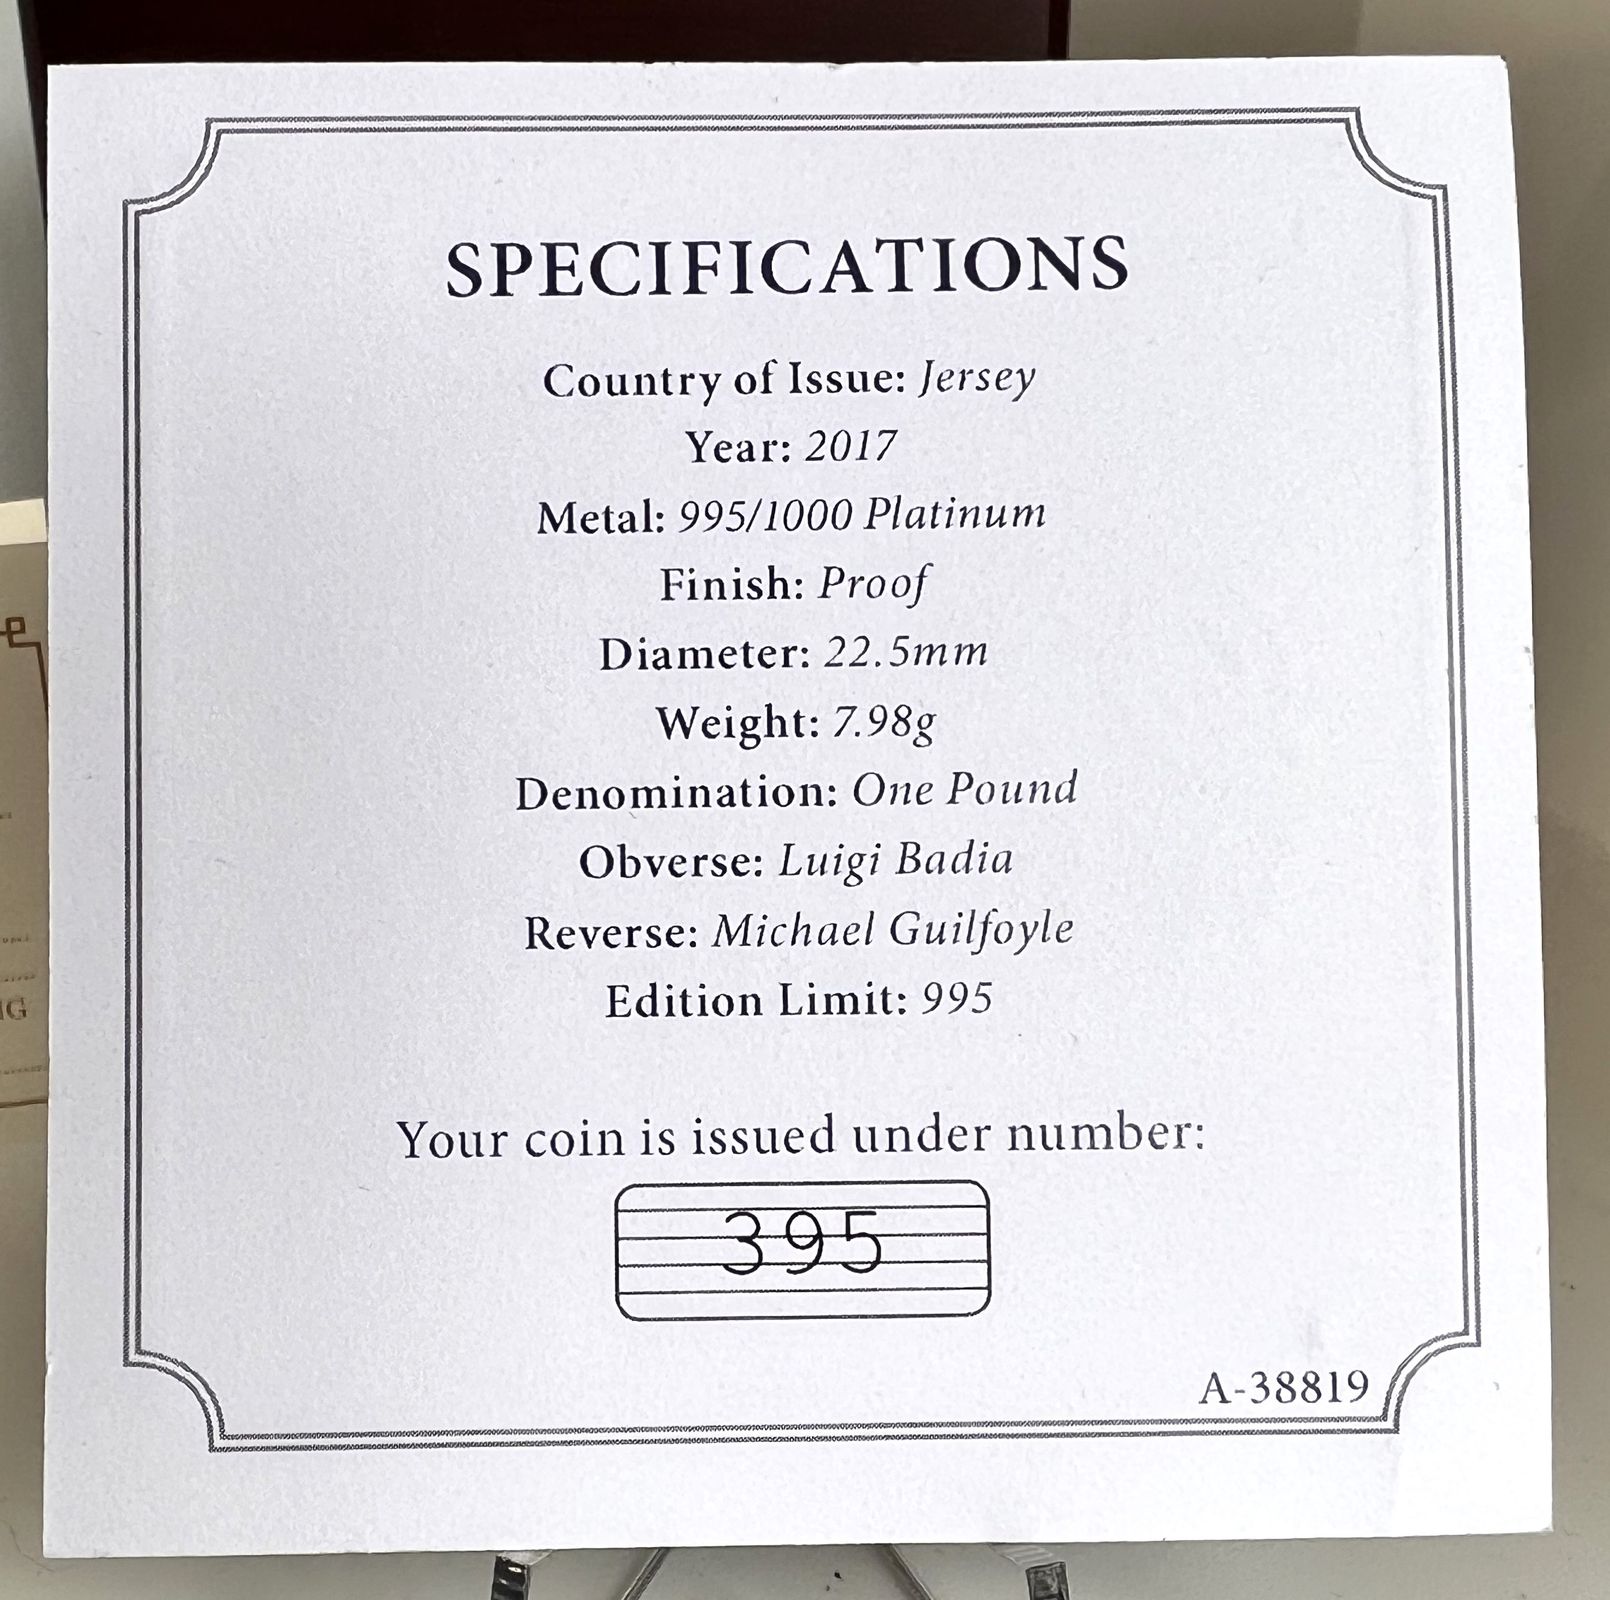 SPECIFICATIONS
Country of Issue: Jersey
Year: 2017
Metal: 995/1000 Platinum
Finish: Proof
Diameter: 22.5mm
Weight: 7.98g
Denomination: One Pound
Obverse: Luigi Badia
Reverse: Michael Guilfoyle
Edition Limit: 995
Your coin is issued under number:
395
A-38819